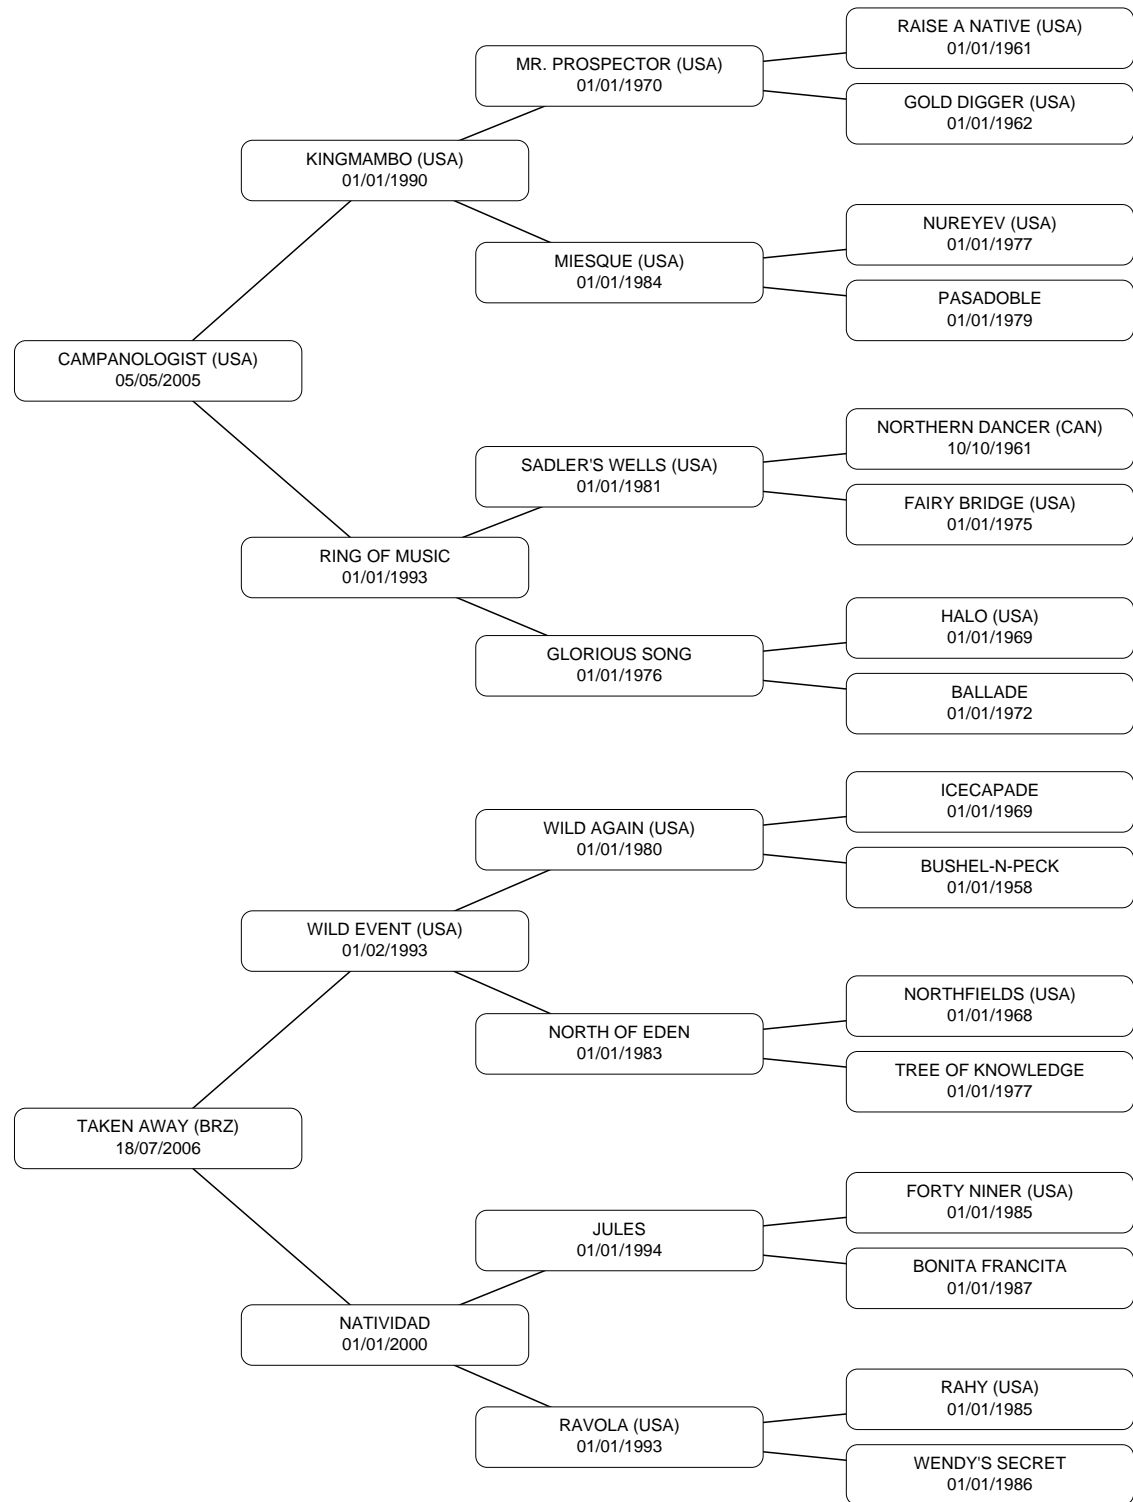 RAISE A NATIVE (USA)
01/01/1961
MR. PROSPECTOR (USA)
01/01/1970
GOLD DIGGER (USA)
01/01/1962
KINGMAMBO (USA)
01/01/1990
NUREYEV (USA)
01/01/1977
MIESQUE (USA)
01/01/1984
PASADOBLE
01/01/1979
CAMPANOLOGIST (USA)
05/05/2005
NORTHERN DANCER (CAN)
10/10/1961
SADLER'S WELLS (USA)
01/01/1981
FAIRY BRIDGE (USA)
01/01/1975
RING OF MUSIC
01/01/1993
HALO (USA)
01/01/1969
GLORIOUS SONG
01/01/1976
BALLADE
01/01/1972
ICECAPADE
01/01/1969
WILD AGAIN (USA)
01/01/1980
BUSHEL-N-PECK
01/01/1958
WILD EVENT (USA)
01/02/1993
NORTHFIELDS (USA)
01/01/1968
NORTH OF EDEN
01/01/1983
TREE OF KNOWLEDGE
01/01/1977
TAKEN AWAY (BRZ)
18/07/2006
FORTY NINER (USA)
01/01/1985
JULES
01/01/1994
BONITA FRANCITA
01/01/1987
NATIVIDAD
01/01/2000
RAHY (USA)
01/01/1985
RAVOLA (USA)
01/01/1993
WENDY'S SECRET
01/01/1986